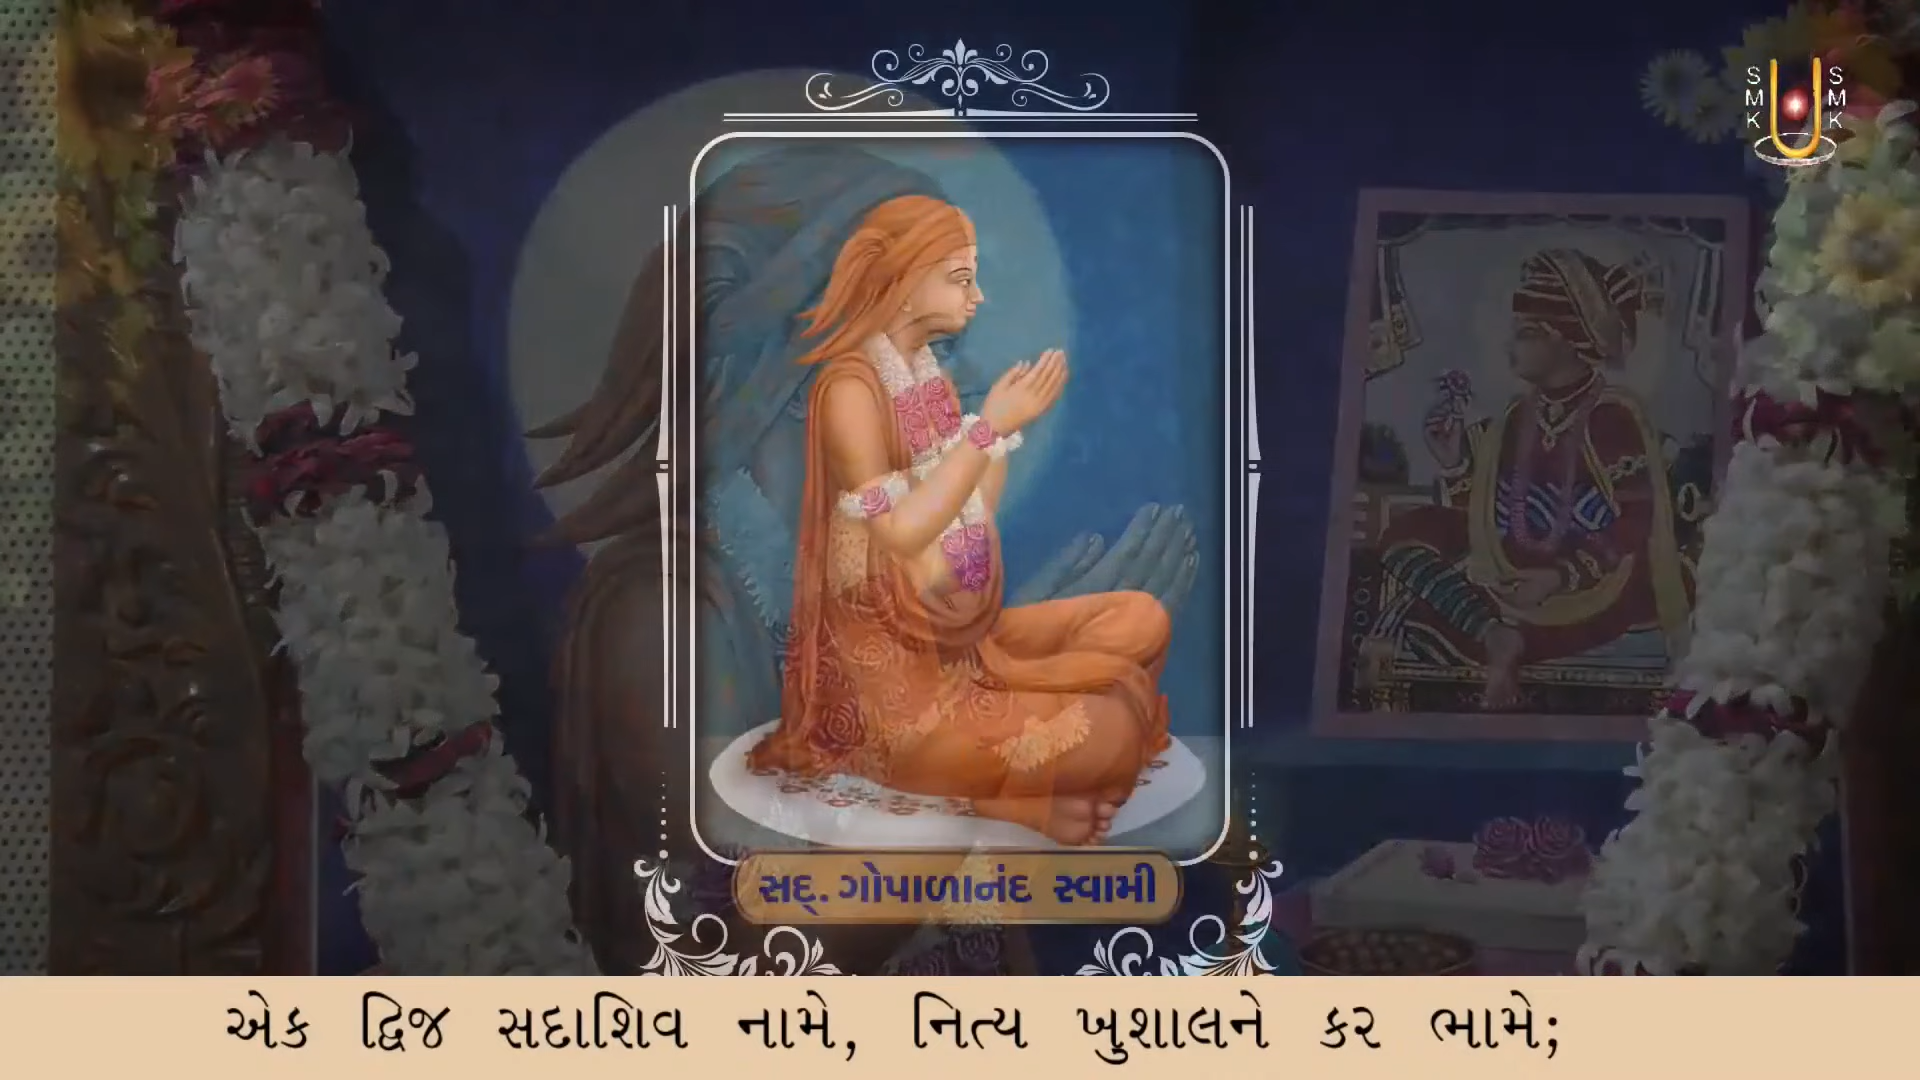 SMK SMK
સદ્. ગોપાળાનંદ સ્વામી
એક દ્વિજ સદાશિવ નામે, નિત્ય ખુશાલને કર ભામે;